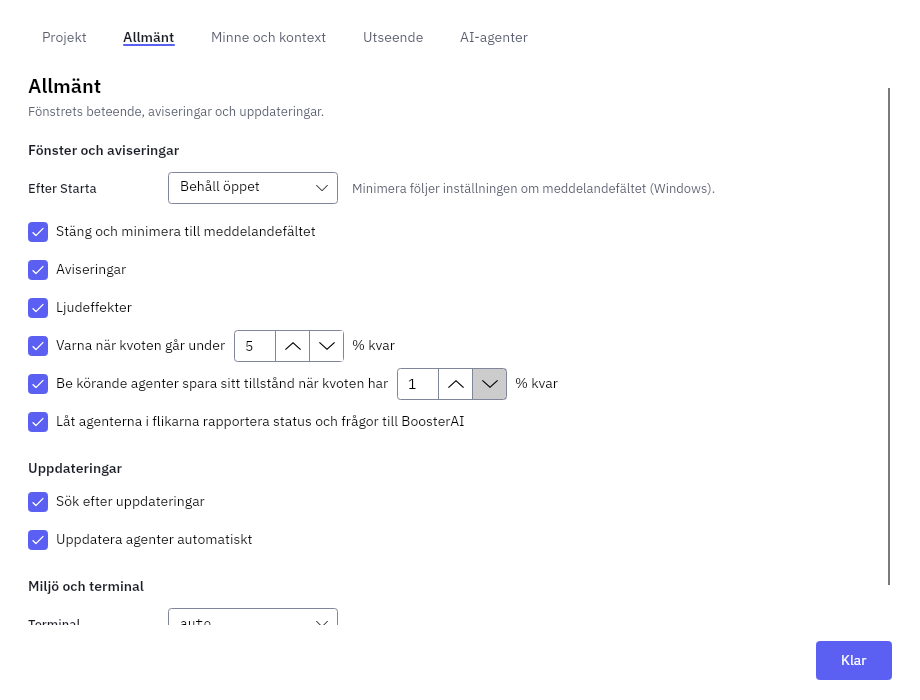 Projekt Allmänt Minne och kontext Utseende AI-agenter
Allmänt
Fönstrets beteende, aviseringar och uppdateringar.
Fönster och aviseringar
Efter Starta Behåll öppet Minimera följer inställningen om meddelandefältet (Windows).
Stäng och minimera till meddelandefältet
Aviseringar
Ljudeffekter
Varna när kvoten går under 5 % kvar
Be körande agenter spara sitt tillstånd när kvoten har 1 % kvar
Låt agenterna i flikarna rapportera status och frågor till BoosterAI
Uppdateringar
Sök efter uppdateringar
Uppdatera agenter automatiskt
Miljö och terminal
Terminal auto
Klar